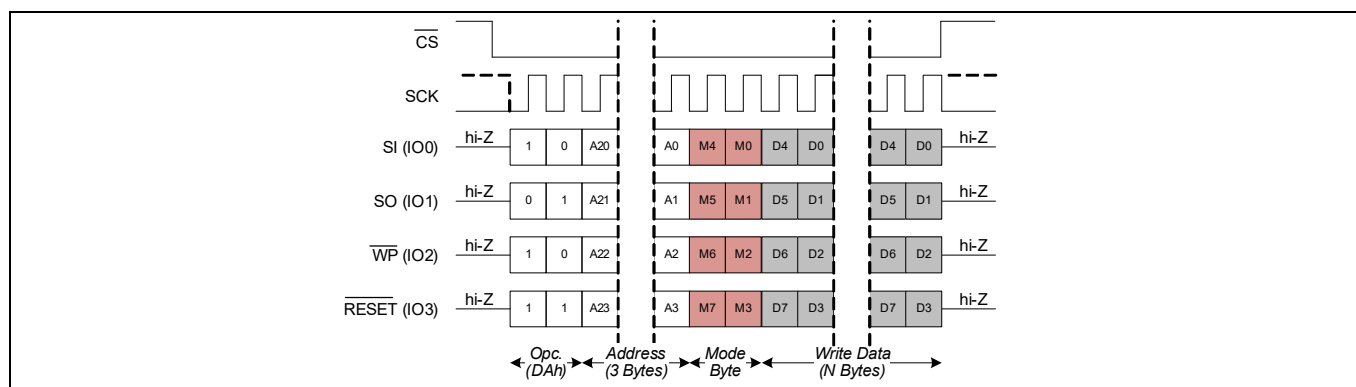 CS
SCK
SI (IO0) hi-Z 1 0 A20 A0 M4 M0 D4 D0 D4 D0 hi-Z
SO (IO1) hi-Z 0 1 A21 A1 M5 M1 D5 D1 D5 D1 hi-Z
WP (IO2) hi-Z 1 0 A22 A2 M6 M2 D6 D2 D6 D2 hi-Z
RESET (IO3) hi-Z 1 1 A23 A3 M7 M3 D7 D3 D7 D3 hi-Z
Opc. Address Mode Write Data
(DAh) (3 Bytes) Byte (N Bytes)